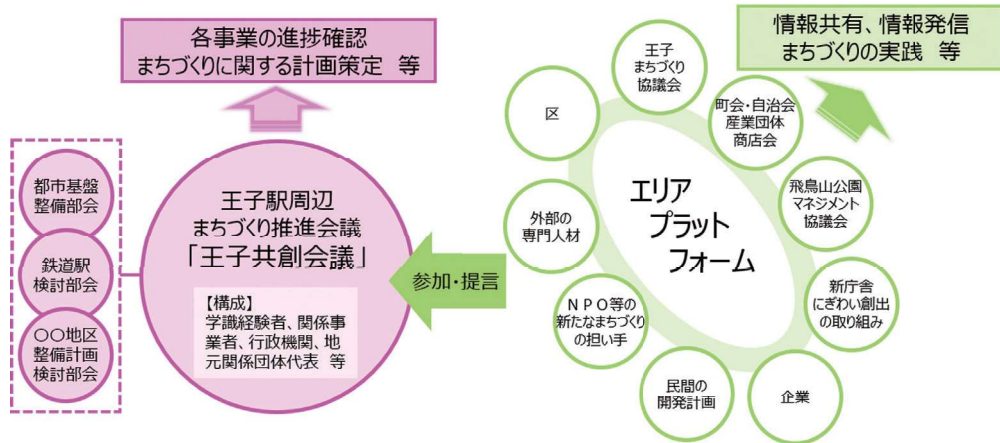 各事業の進捗確認
まちづくりに関する計画策定 等
都市基盤
整備部会
鉄道駅
検討部会
〇〇地区
整備計画
検討部会
王子駅周辺
まちづくり推進会議
「王子共創会議」
【構成】
学識経験者、関係事
業者、行政機関、地
元関係団体代表 等
参加・提言
情報共有、情報発信
まちづくりの実践 等
エリア
プラット
フォーム
王子
まちづくり
協議会
町会・自治会
産業団体
商店会
飛鳥山公園
マネジメント
協議会
新庁舎
にぎわい創出
の取り組み
企業
民間の
開発計画
ＮＰＯ等の
新たなまちづくり
の担い手
外部の
専門人材
区